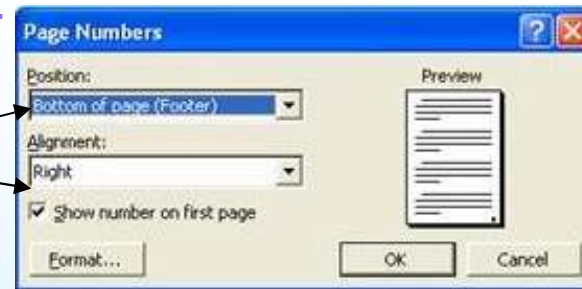 Page Numbers
Position:
Preview
Bottom of page (Footer)
Alignment:
Right
Show number on first page
Format...
OK
Cancel